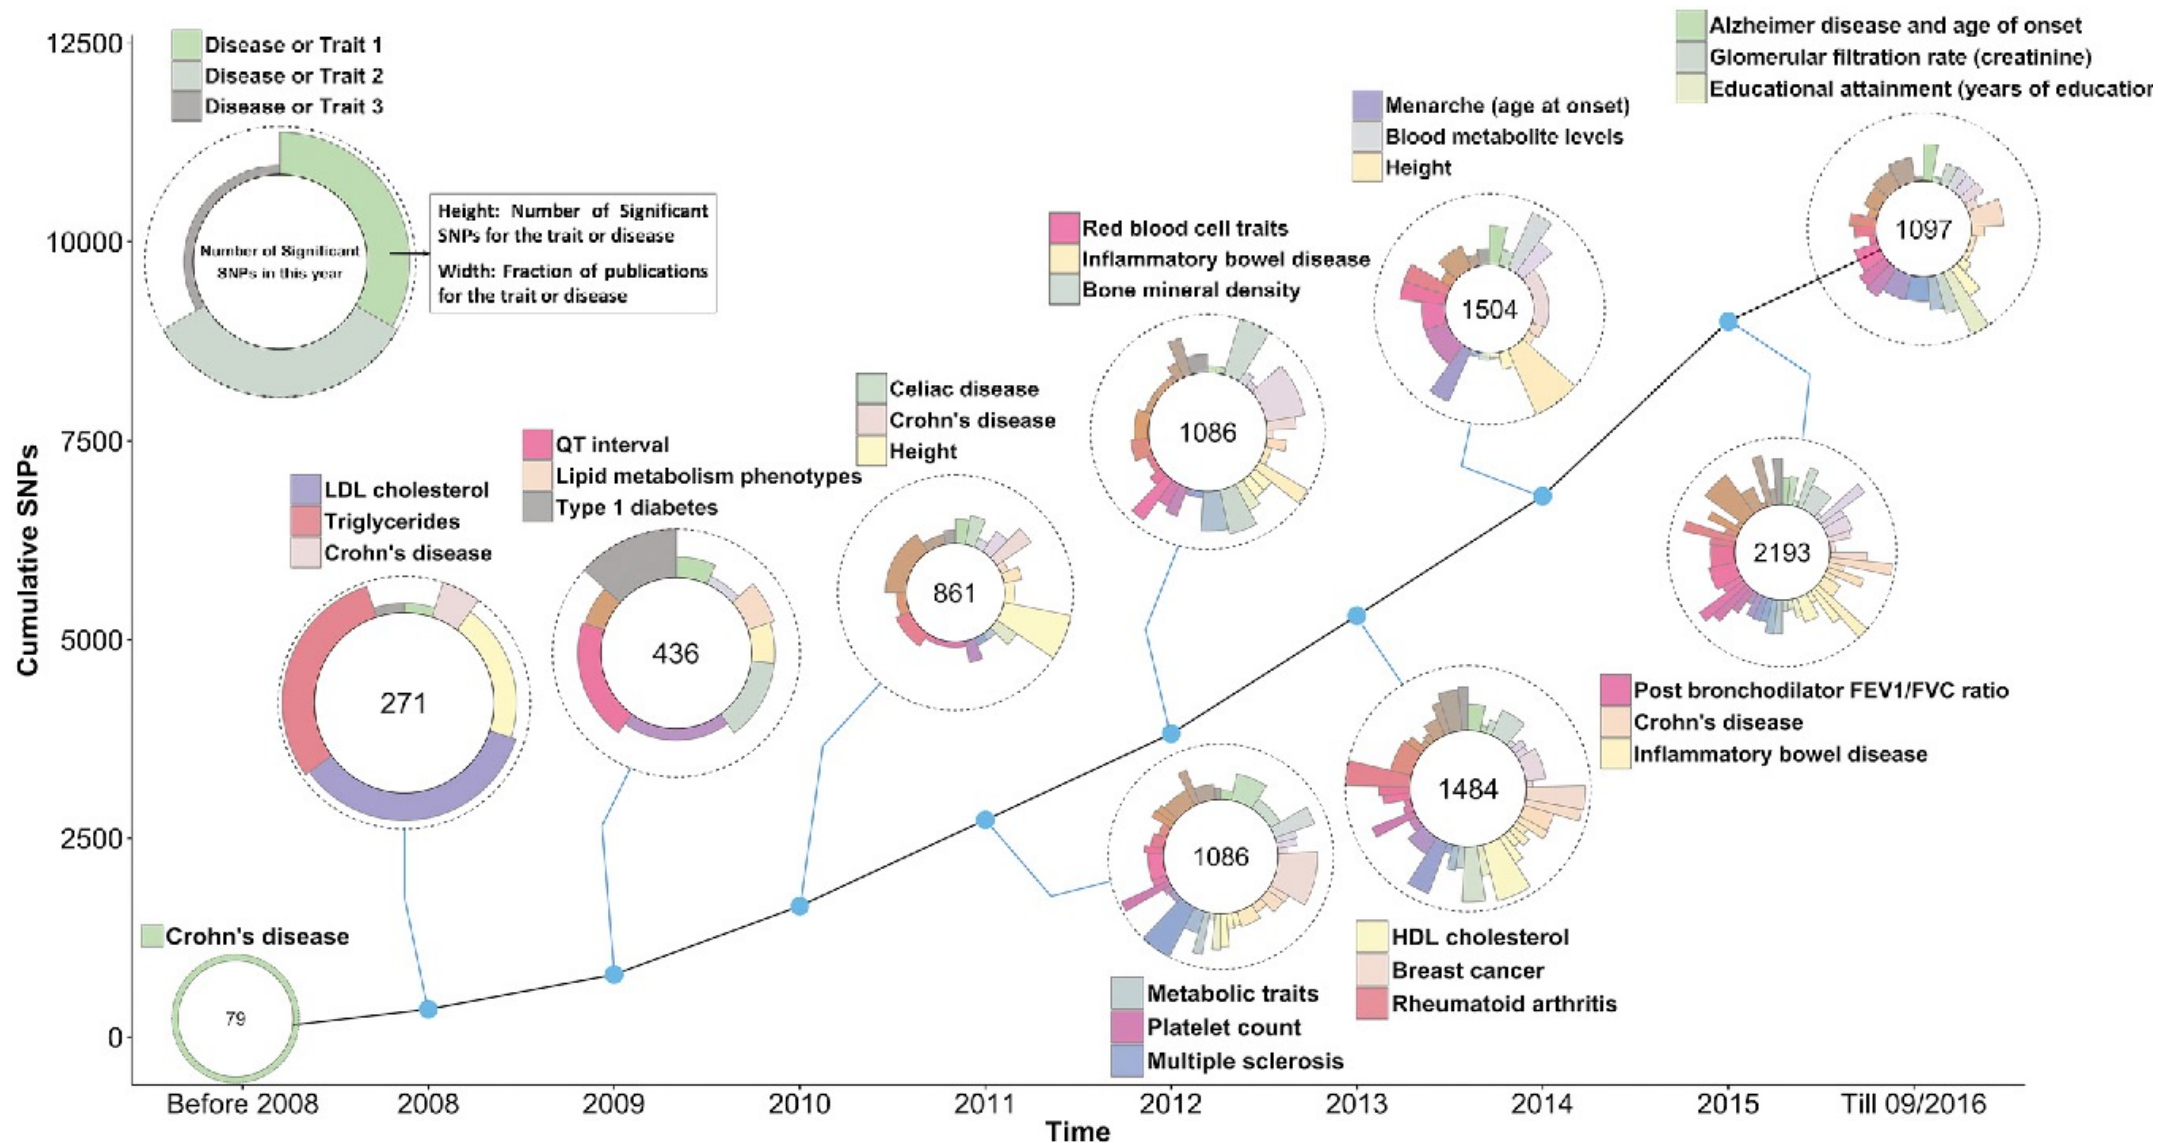 Cumulative SNPs
12500
10000
7500
5000
2500
0
Disease or Trait 1
Disease or Trait 2
Disease or Trait 3
Number of Significant
SNPs in this year
Height: Number of Significant
SNPs for the trait or disease
Width: Fraction of publications
for the trait or disease
Crohn's disease
79
LDL cholesterol
Triglycerides
Crohn's disease
271
QT interval
Lipid metabolism phenotypes
Type 1 diabetes
436
Celiac disease
Crohn's disease
Height
861
Red blood cell traits
Inflammatory bowel disease
Bone mineral density
1086
1086
Metabolic traits
Platelet count
Multiple sclerosis
Menarche (age at onset)
Blood metabolite levels
Height
1504
1484
HDL cholesterol
Breast cancer
Rheumatoid arthritis
Alzheimer disease and age of onset
Glomerular filtration rate (creatinine)
Educational attainment (years of education
1097
2193
Post bronchodilator FEV1/FVC ratio
Crohn's disease
Inflammatory bowel disease
Before 2008
2008
2009
2010
2011
2012
2013
2014
2015
Till 09/2016
Time